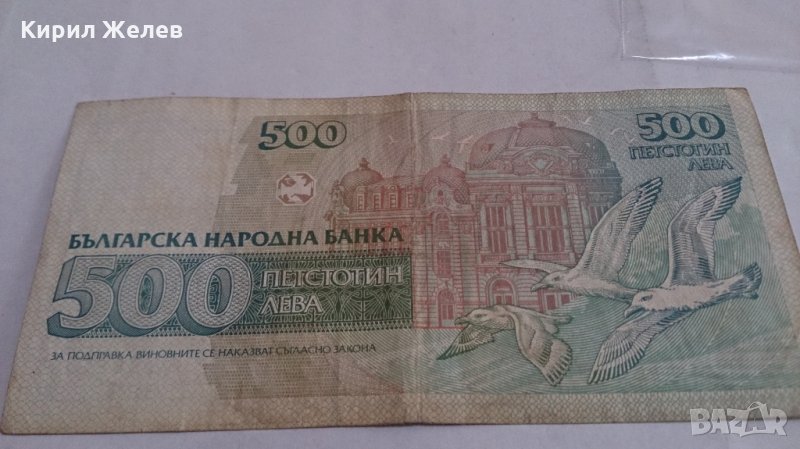 Кирил Желев
500
500
ПЕТСТОТИН
ЛЕВА
БЪЛГАРСКА НАРОДНА БАНКА
500
ПЕТСТОТИН
ЛЕВА
ЗА ПОДПРАВКА ВИНОВНИТЕ СЕ НАКАЗВАТ СЪГЛАСНО ЗАКОНА
BAZAR